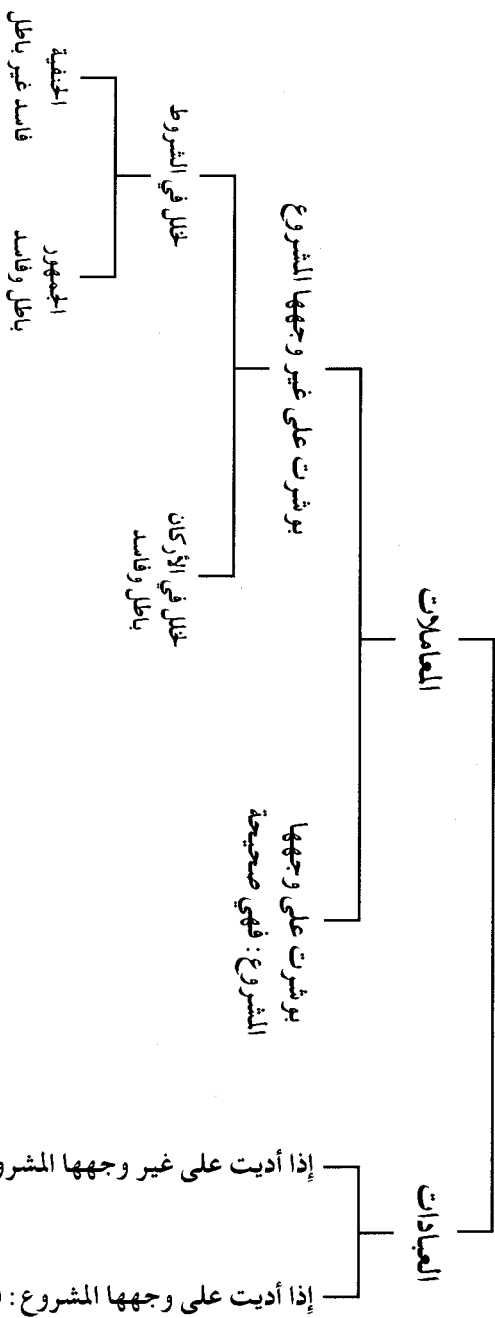 العبادات
إذا أديت على وجهها المشروع:
إذا أديت على غير وجهها
المعاملات
بوشرت على وجهها
المشروع: فهي صحيحة
بوشرت على غير وجهها المشروع
خلل في الأركان
باطل وفاسد
خلل في الشروط
الجمهور
باطل وفاسد
الحنفية
فاسد غير باطل